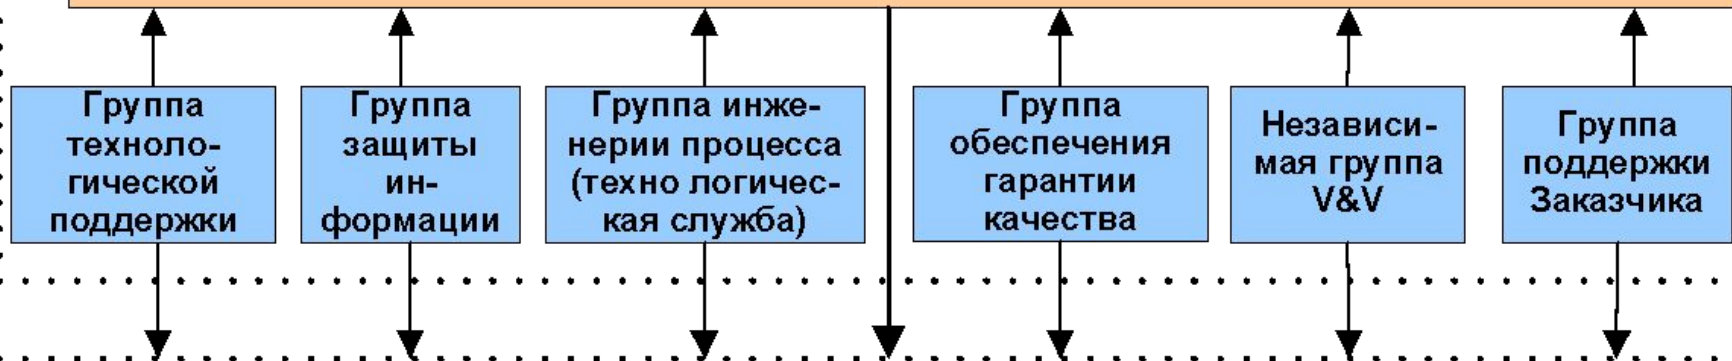 Группа
техноло-
гической
поддержки
Группа
защиты
ин-
формации
Группа инже-
нерии процесса
(техно логичес-
кая служба)
Группа
обеспечения
гарантии
качества
Независи-
мая группа
V&V
Группа
поддержки
Заказчика